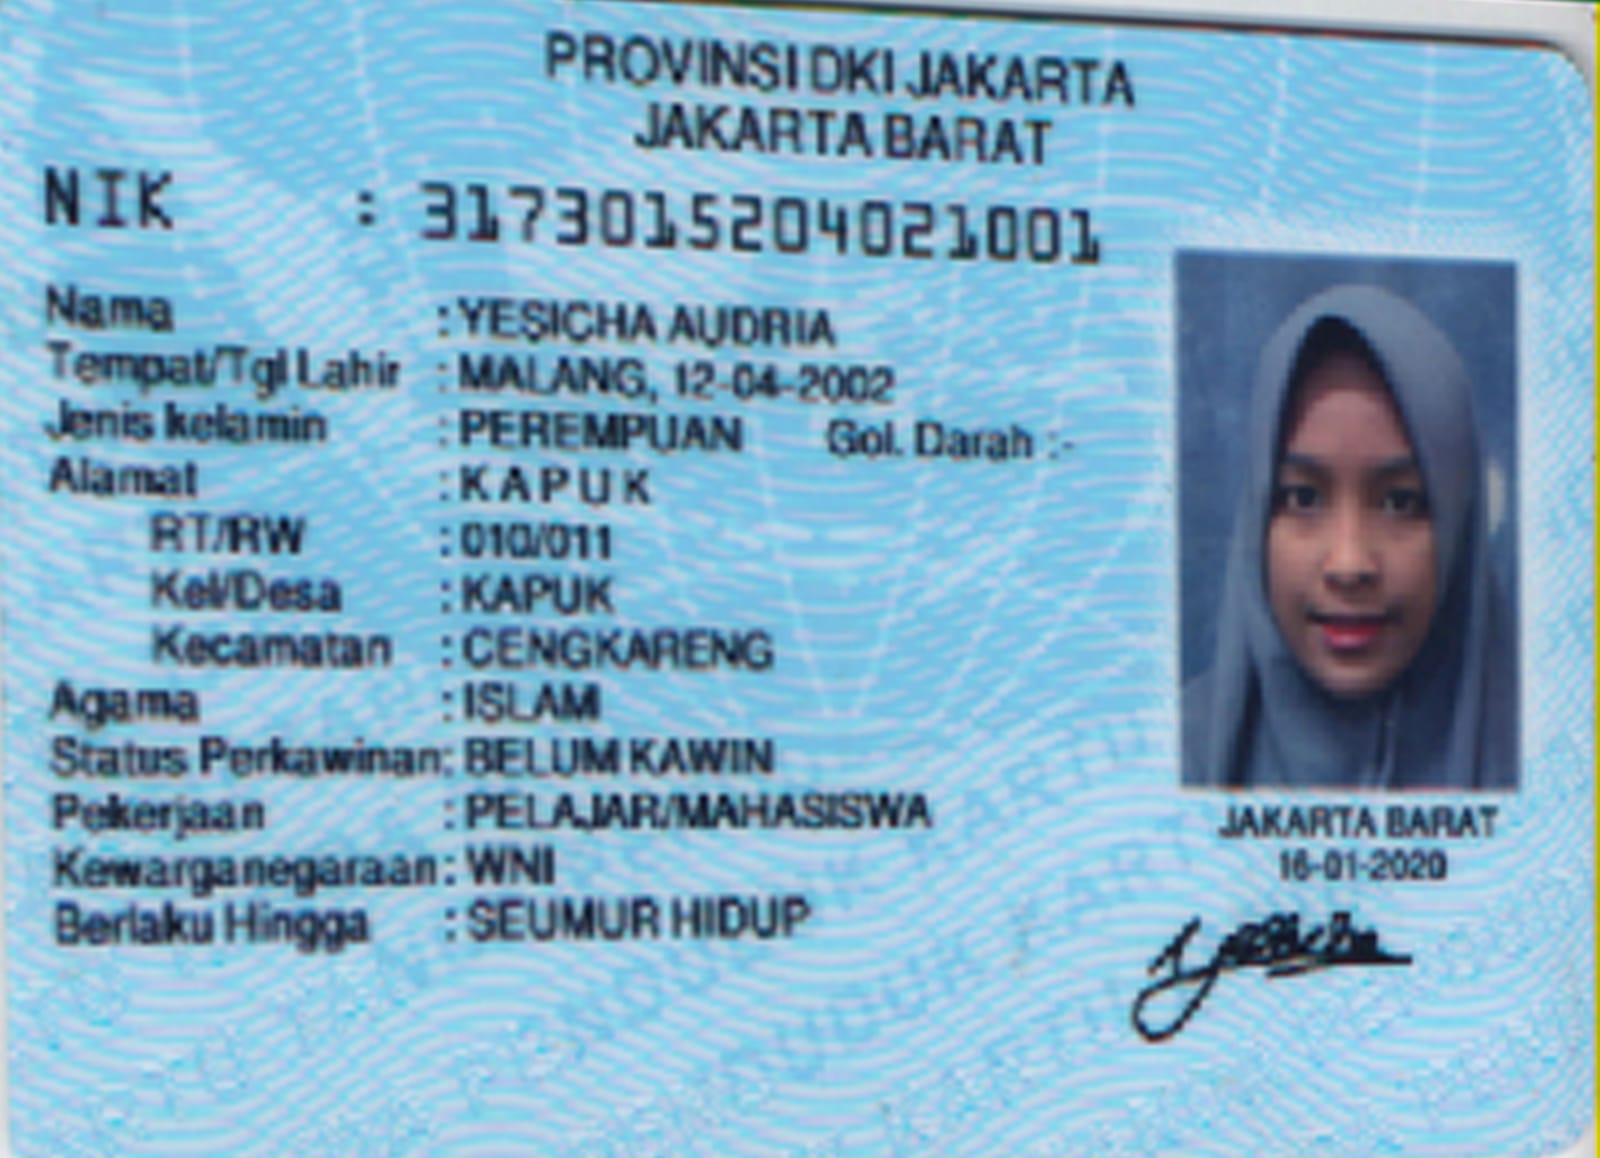 PROVINSI DKI JAKARTA
JAKARTA BARAT
NIK : 3173015204021001
Nama : YESICHA AUDRIA
Tempat/Tgl Lahir : MALANG, 12-04-2002
Jenis kelamin : PEREMPUAN Gol. Darah :-
Alamat : KAPUK
RT/RW : 010/011
Kel/Desa : KAPUK
Kecamatan : CENGKARENG
Agama : ISLAM
Status Perkawinan: BELUM KAWIN
Pekerjaan : PELAJAR/MAHASISWA
Kewarganegaraan: WNI
Berlaku Hingga : SEUMUR HIDUP
JAKARTA BARAT
16-01-2020